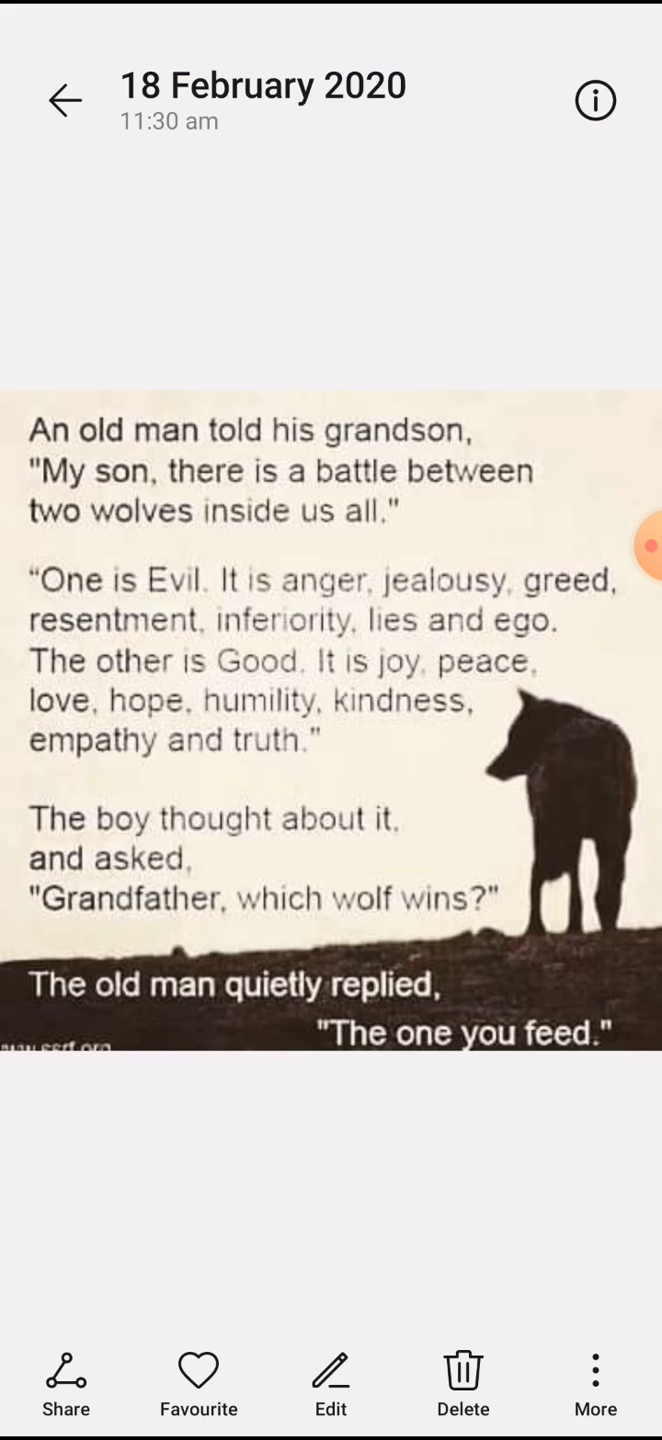 18 February 2020
11:30 am
An old man told his grandson,
"My son, there is a battle between
two wolves inside us all."
“One is Evil. It is anger, jealousy, greed,
resentment, inferiority, lies and ego.
The other is Good. It is joy, peace,
love, hope, humility, kindness,
empathy and truth."
The boy thought about it,
and asked,
"Grandfather, which wolf wins?"
The old man quietly replied,
"The one you feed."
Share Favourite Edit Delete More